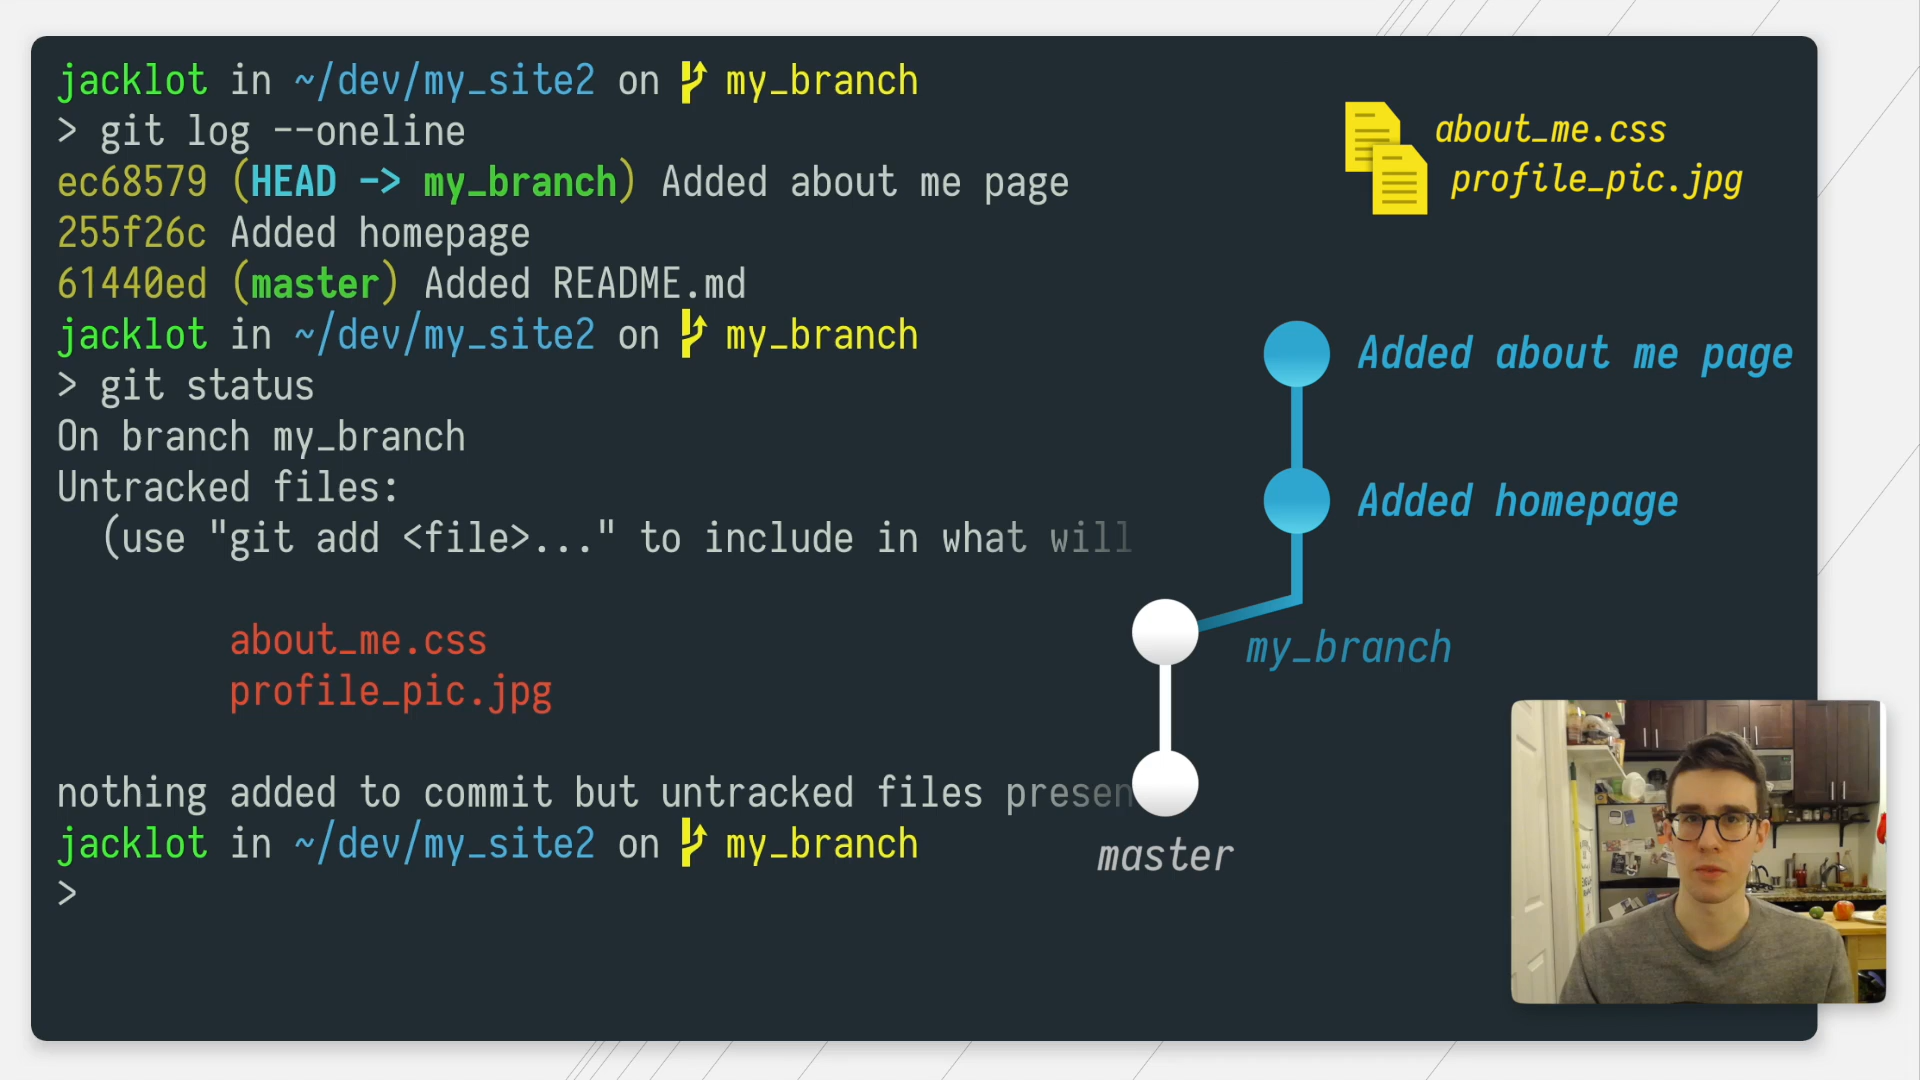 jacklot in ~/dev/my_site2 on my_branch
> git log --oneline
ec68579 (HEAD -> my_branch) Added about me page
255f26c Added homepage
61440ed (master) Added README.md
jacklot in ~/dev/my_site2 on my_branch
> git status
On branch my_branch
Untracked files:
(use "git add <file>..." to include in what will
about_me.css
profile_pic.jpg
nothing added to commit but untracked files presen
jacklot in ~/dev/my_site2 on my_branch
>
about_me.css
profile_pic.jpg
Added about me page
Added homepage
my_branch
master